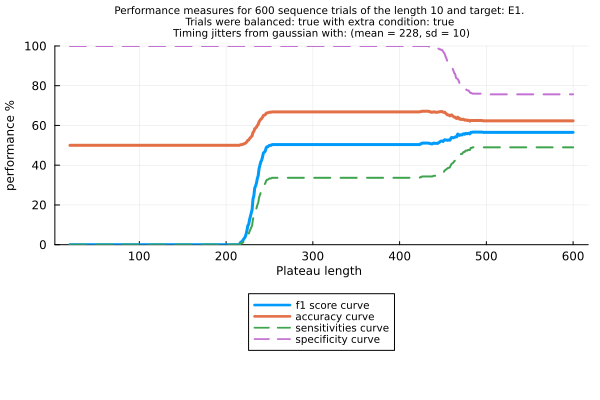 Performance measures for 600 sequence trials of the length 10 and target: E1.
Trials were balanced: true with extra condition: true
Timing jitters from gaussian with: (mean = 228, sd = 10)
100
80
60
40
20
0
performance %
100 200 300 400 500 600
Plateau length
f1 score curve
accuracy curve
sensitivities curve
specificity curve